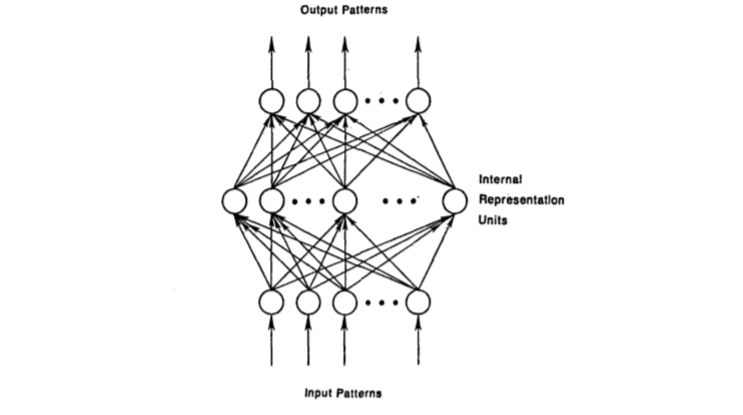 Output Patterns
Internal
Representation
Units
Input Patterns